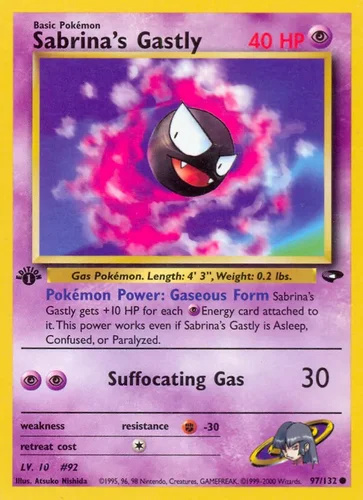 Basic Pokémon
Sabrina's Gastly 40 HP
EDITION 1
Gas Pokémon. Length: 4' 3", Weight: 0.2 lbs.
Pokémon Power: Gaseous Form Sabrina's
Gastly gets +10 HP for each Energy card attached to
it. This power works even if Sabrina's Gastly is Asleep,
Confused, or Paralyzed.
Suffocating Gas 30
weakness resistance -30
retreat cost
LV. 10 #92
Illus. Atsuko Nishida ©1995, 96, 98 Nintendo, Creatures, GAMEFREAK. ©1999-2000 Wizards. 97/132